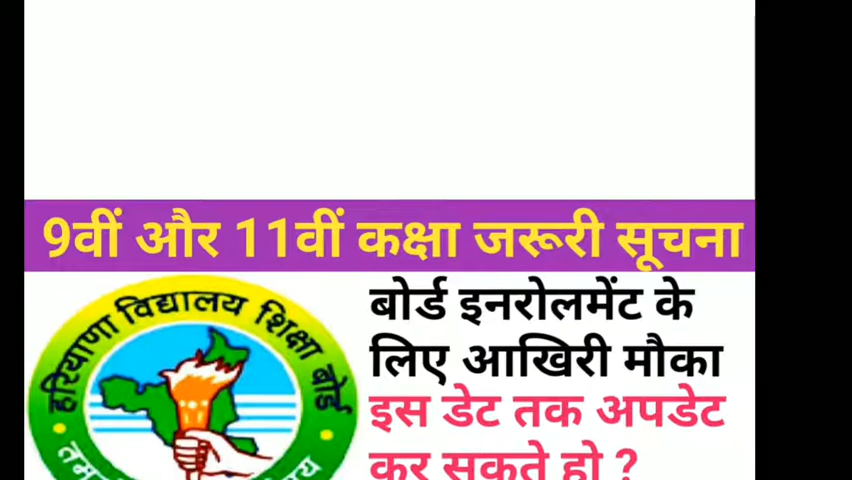 9वीं और 11वीं कक्षा जरूरी सूचना
हरियाणा विद्यालय शिक्षा बोर्ड
बोर्ड इनरोलमेंट के
लिए आखिरी मौका
इस डेट तक अपडेट
कर सकते हो ?